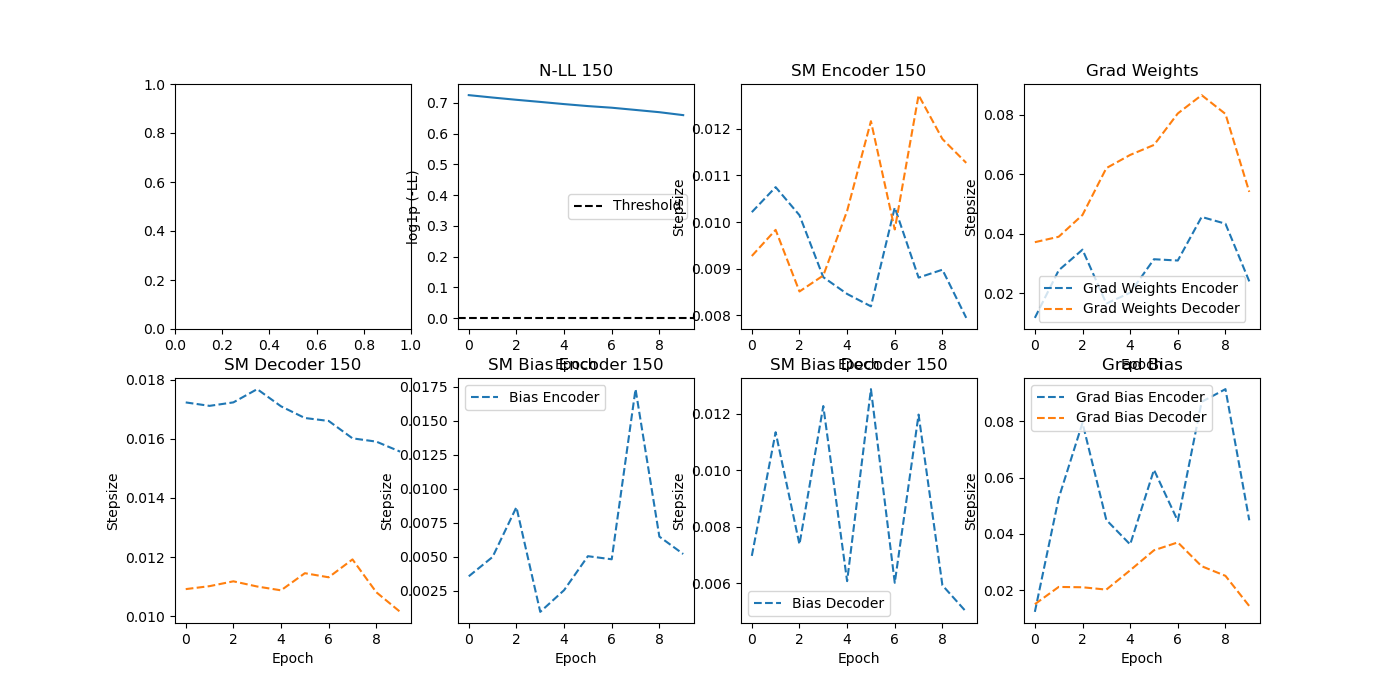 N-LL 150
SM Encoder 150
Grad Weights
1.0
0.8
0.6
0.4
0.2
0.0
0.0 0.2 0.4 0.6 0.8 1.0
log1p (-LL)
0.7
0.6
0.5
0.4
0.3
0.2
0.1
0.0
Threshold
0 2 4 6 8
Epoch
Stepsize
0.012
0.011
0.010
0.009
0.008
0 2 4 6 8
Epoch
Stepsize
0.08
0.06
0.04
0.02
Grad Weights Encoder
Grad Weights Decoder
0 2 4 6 8
Epoch
SM Decoder 150
SM Bias Encoder 150
SM Bias Decoder 150
Grad Bias
Stepsize
0.018
0.016
0.014
0.012
0.010
0 2 4 6 8
Epoch
Stepsize
0.0175
0.0150
0.0125
0.0100
0.0075
0.0050
0.0025
Bias Encoder
0 2 4 6 8
Epoch
Stepsize
0.012
0.010
0.008
0.006
Bias Decoder
0 2 4 6 8
Epoch
Stepsize
0.08
0.06
0.04
0.02
Grad Bias Encoder
Grad Bias Decoder
0 2 4 6 8
Epoch